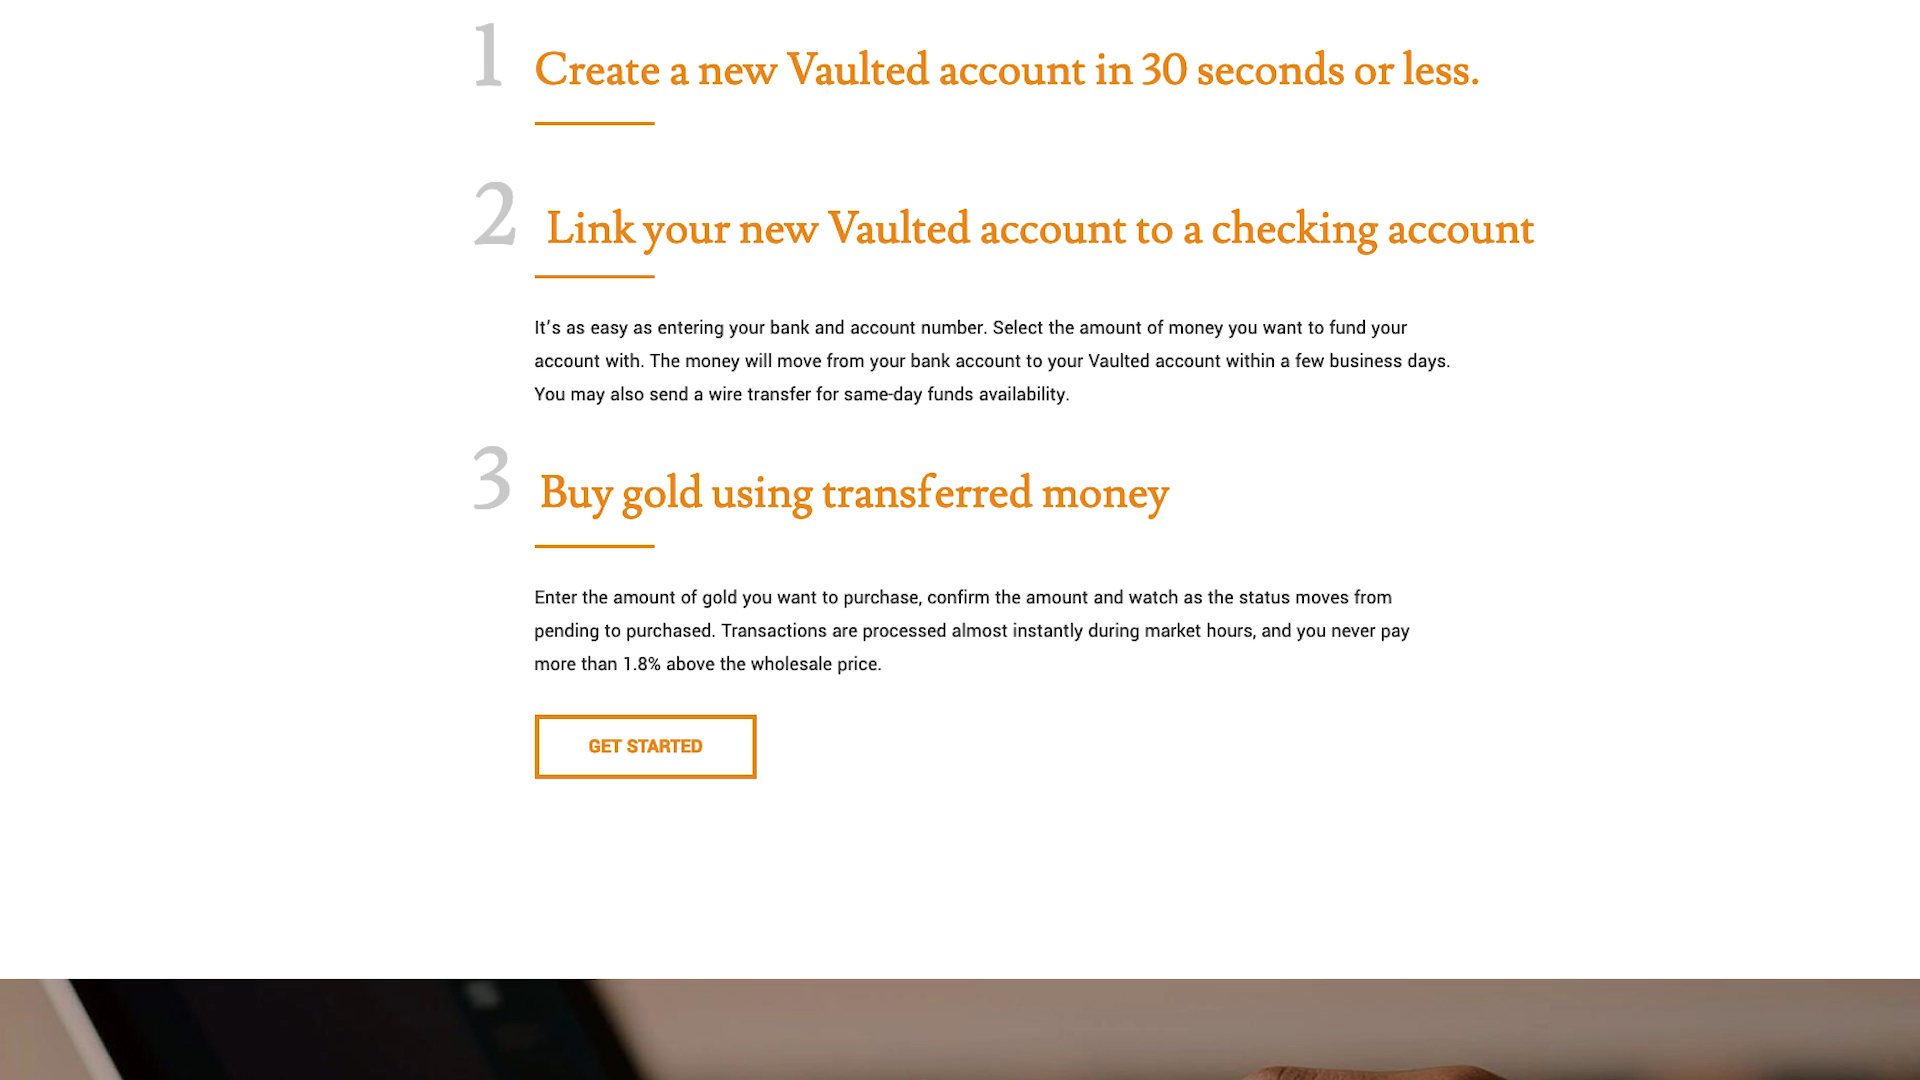 1 Create a new Vaulted account in 30 seconds or less.
2 Link your new Vaulted account to a checking account
It’s as easy as entering your bank and account number. Select the amount of money you want to fund your
account with. The money will move from your bank account to your Vaulted account within a few business days.
You may also send a wire transfer for same-day funds availability.
3 Buy gold using transferred money
Enter the amount of gold you want to purchase, confirm the amount and watch as the status moves from
pending to purchased. Transactions are processed almost instantly during market hours, and you never pay
more than 1.8% above the wholesale price.
GET STARTED